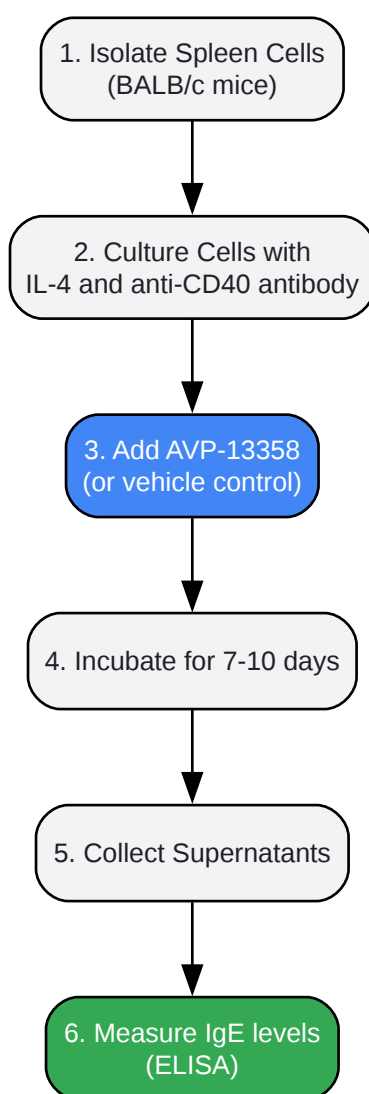 1. Isolate Spleen Cells
(BALB/c mice)
2. Culture Cells with
IL-4 and anti-CD40 antibody
3. Add AVP-13358
(or vehicle control)
4. Incubate for 7-10 days
5. Collect Supernatants
6. Measure IgE levels
(ELISA)